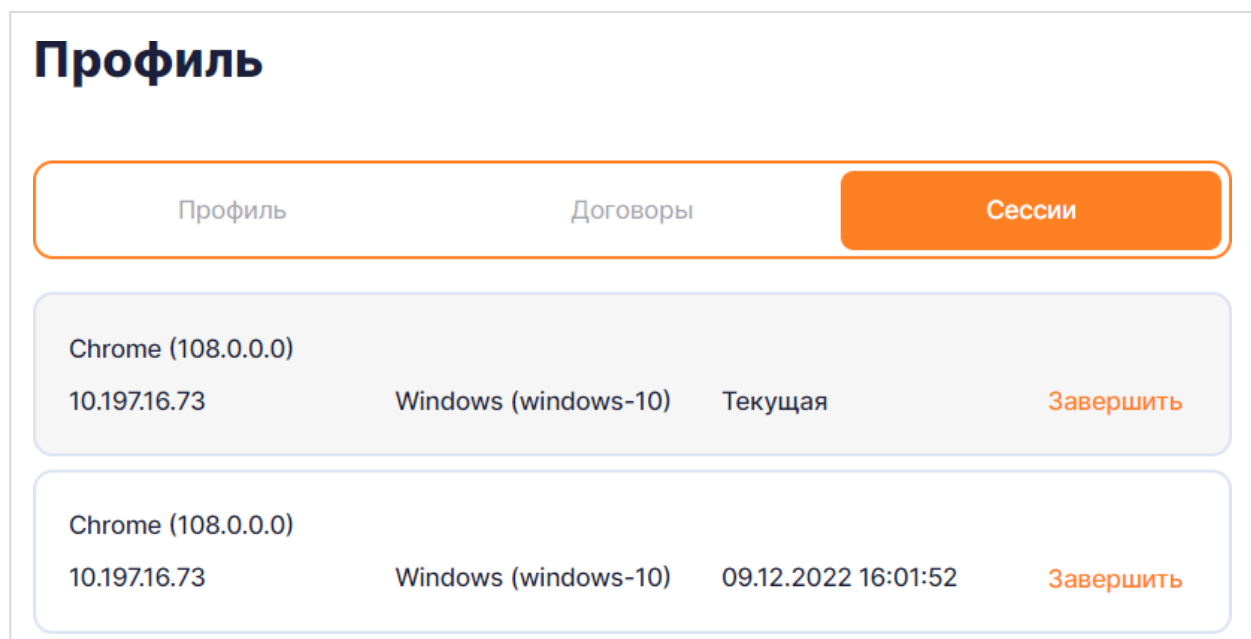 Профиль
Профиль Договоры Сессии
Chrome (108.0.0.0)
10.197.16.73 Windows (windows-10) Текущая Завершить
Chrome (108.0.0.0)
10.197.16.73 Windows (windows-10) 09.12.2022 16:01:52 Завершить